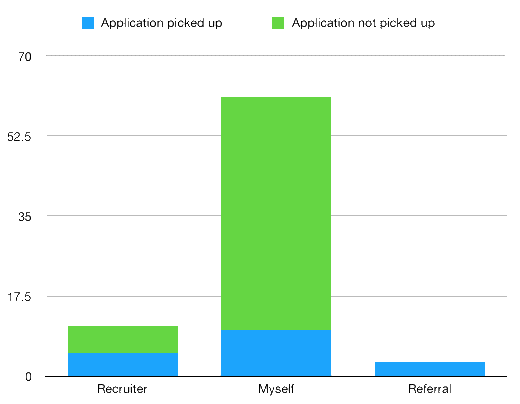 Application picked up
Application not picked up
70
52.5
35
17.5
0
Recruiter
Myself
Referral